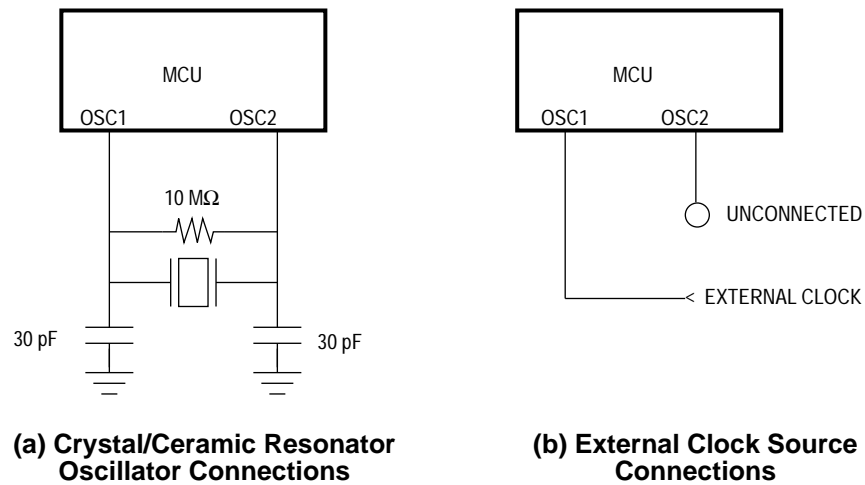 MCU
OSC1 OSC2
10 MΩ
30 pF
30 pF
(a) Crystal/Ceramic Resonator
Oscillator Connections
MCU
OSC1 OSC2
UNCONNECTED
< EXTERNAL CLOCK
(b) External Clock Source
Connections